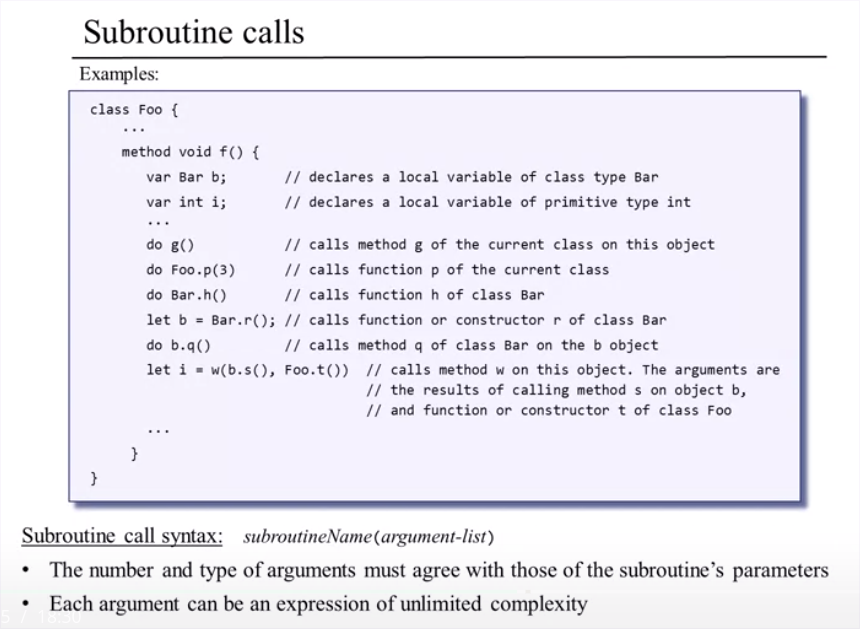 Subroutine calls
Examples:
class Foo {
...
method void f() {
var Bar b; // declares a local variable of class type Bar
var int i; // declares a local variable of primitive type int
...
do g() // calls method g of the current class on this object
do Foo.p(3) // calls function p of the current class
do Bar.h() // calls function h of class Bar
let b = Bar.r(); // calls function or constructor r of class Bar
do b.q() // calls method q of class Bar on the b object
let i = w(b.s(), Foo.t()) // calls method w on this object. The arguments are
// the results of calling method s on object b,
// and function or constructor t of class Foo
...
}
}
Subroutine call syntax: subroutineName(argument-list)
• The number and type of arguments must agree with those of the subroutine's parameters
• Each argument can be an expression of unlimited complexity